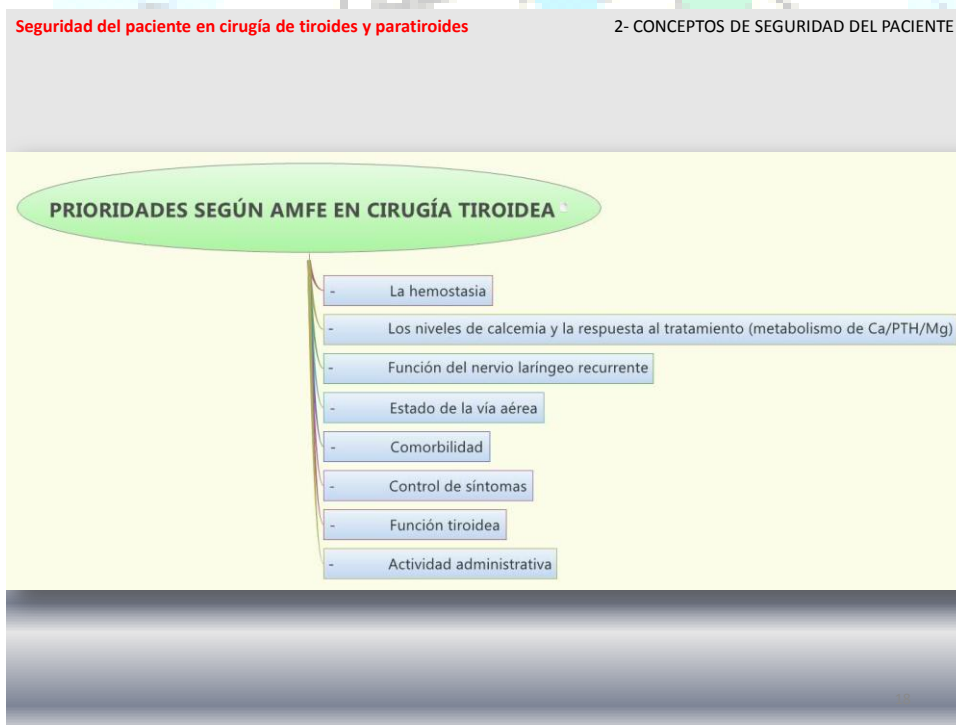 Seguridad del paciente en cirugía de tiroides y paratiroides 2- CONCEPTOS DE SEGURIDAD DEL PACIENTE
PRIORIDADES SEGÚN AMFE EN CIRUGÍA TIROIDEA
- La hemostasia
- Los niveles de calcemia y la respuesta al tratamiento (metabolismo de Ca/PTH/Mg)
- Función del nervio laríngeo recurrente
- Estado de la vía aérea
- Comorbilidad
- Control de síntomas
- Función tiroidea
- Actividad administrativa